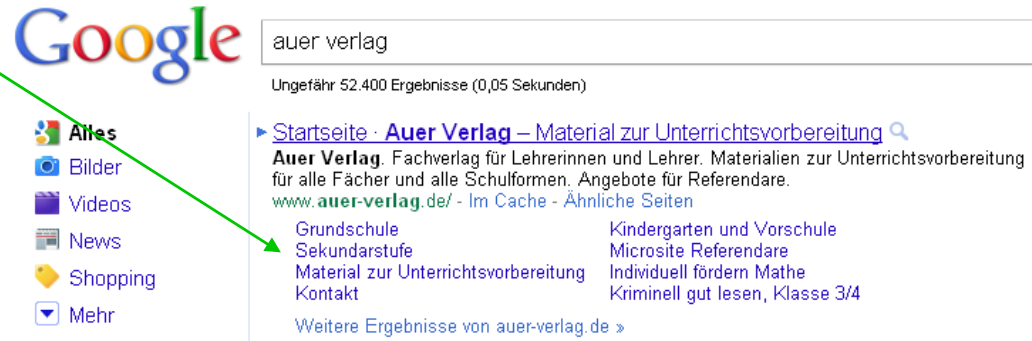 Google
auer verlag
Ungefähr 52.400 Ergebnisse (0,05 Sekunden)
Alles
Bilder
Videos
News
Shopping
Mehr
Startseite · Auer Verlag – Material zur Unterrichtsvorbereitung
Auer Verlag. Fachverlag für Lehrerinnen und Lehrer. Materialien zur Unterrichtsvorbereitung
für alle Fächer und alle Schulformen. Angebote für Referendare.
www.auer-verlag.de/ - Im Cache - Ähnliche Seiten
Grundschule
Sekundarstufe
Material zur Unterrichtsvorbereitung
Kontakt
Kindergarten und Vorschule
Microsite Referendare
Individuell fördern Mathe
Kriminell gut lesen, Klasse 3/4
Weitere Ergebnisse von auer-verlag.de »